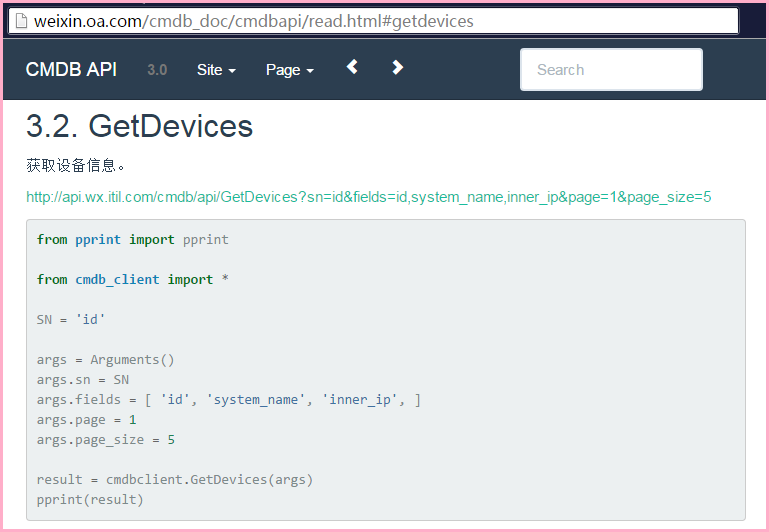 weixin.oa.com/cmdb_doc/cmdbapi/read.html#getdevices
CMDB API 3.0 Site Page Search
3.2. GetDevices
获取设备信息。
http://api.wx.itil.com/cmdb/api/GetDevices?sn=id&fields=id,system_name,inner_ip&page=1&page_size=5
from pprint import pprint
from cmdb_client import *
SN = 'id'
args = Arguments()
args.sn = SN
args.fields = [ 'id', 'system_name', 'inner_ip', ]
args.page = 1
args.page_size = 5
result = cmdbclient.GetDevices(args)
pprint(result)